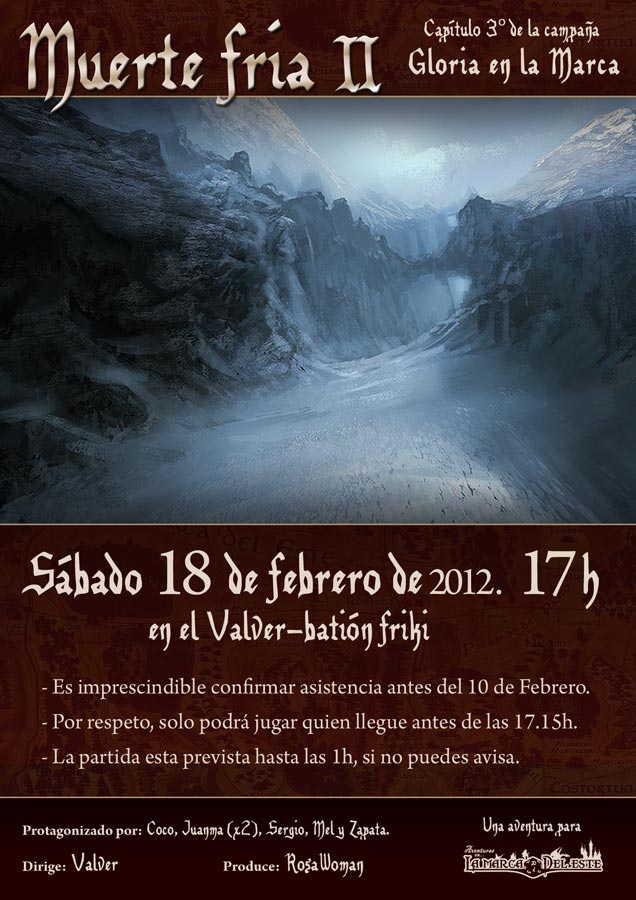 Muerte fría II
Capítulo 3º de la campaña
Gloria en la Marca
Sábado 18 de febrero de 2012. 17h
en el Valver-batión friki
- Es imprescindible confirmar asistencia antes del 10 de Febrero.
- Por respeto, solo podrá jugar quien llegue antes de las 17.15h.
- La partida esta prevista hasta las 1h, si no puedes avisa.
Protagonizado por: Coco, Juanma (x2), Sergio, Mel y Zapata.
Dirige: Valver
Produce: RosaWoman
Una aventura para
Aventuras
LA MARCA DEL ESTE